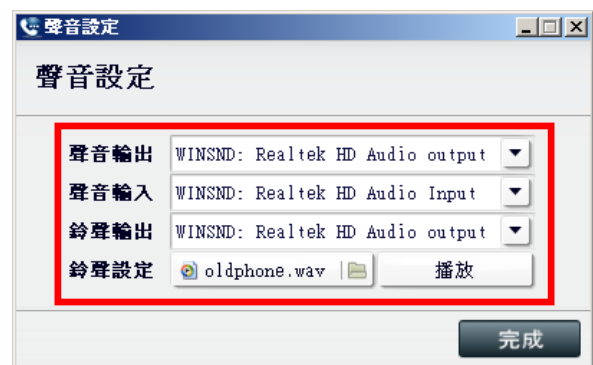 聲音設定
聲音設定
聲音輸出 WINSND: Realtek HD Audio output
聲音輸入 WINSND: Realtek HD Audio Input
鈴聲輸出 WINSND: Realtek HD Audio output
鈴聲設定 oldphone.wav 播放
完成